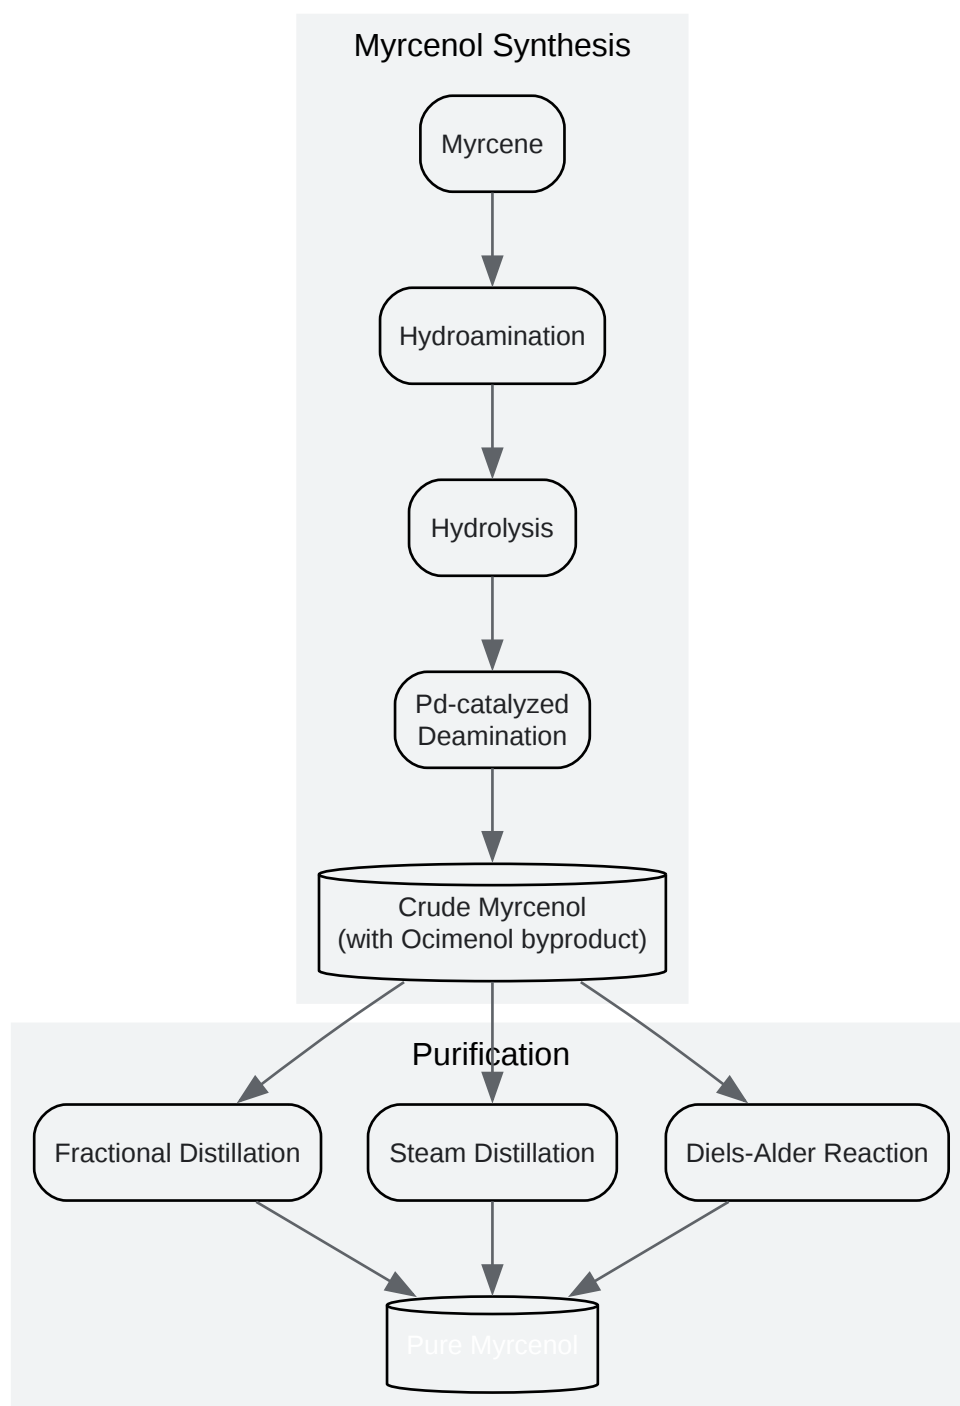 Myrcenol Synthesis
Myrcene
Hydroamination
Hydrolysis
Pd-catalyzed
Deamination
Crude Myrcenol
(with Ocimenol byproduct)
Purification
Fractional Distillation
Steam Distillation
Diels-Alder Reaction
Pure Myrcenol